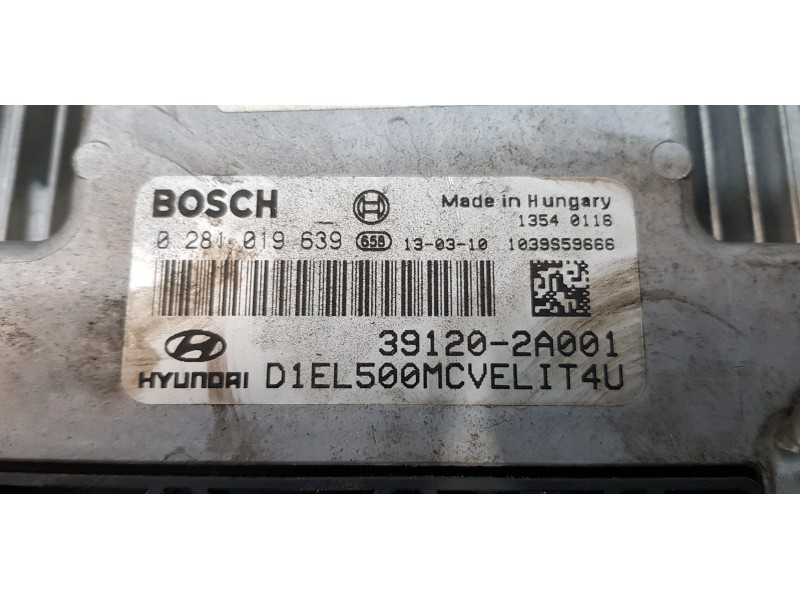 BOSCH
Made in Hungary
1354 0116
0 281 019 639 658 13-03-10 1039S59666
39120-2A001
HYUNDAI D1EL500MCVELIT4U